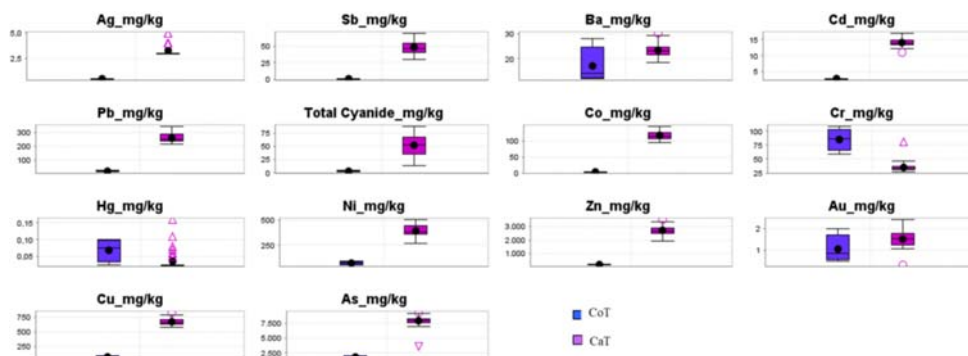 Ag_mg/kg Sb_mg/kg Ba_mg/kg Cd_mg/kg
5.0 50 30 15
2.5 25 20 10
0 5
Pb_mg/kg Total Cyanide_mg/kg Co_mg/kg Cr_mg/kg
300 75 100 100
200 50 50 75
100 25 0 50
0 25
Hg_mg/kg Ni_mg/kg Zn_mg/kg Au_mg/kg
0,15 500 3.000 2
0,10 250 2.000 1
0,05 1.000
Cu_mg/kg As_mg/kg
750 7.500 CoT
500 5.000
250 2.500 CaT